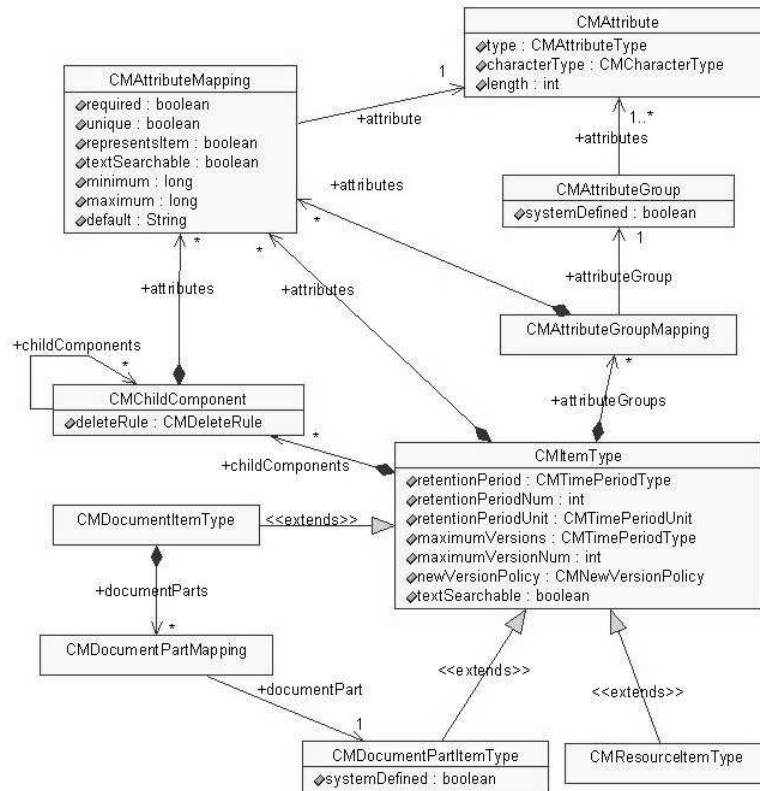 CMAttribute
type : CMAttributeType
characterType : CMCharacterType
length : int
CMAttributeMapping
required : boolean
unique : boolean
representsItem : boolean
textSearchable : boolean
minimum : long
maximum : long
default : String
1
+attribute
1..*
+attributes
CMAttributeGroup
systemDefined : boolean
+attributes
*
*
*
1
+attributeGroup
+attributes
+attributes
CMAttributeGroupMapping
+childComponents
*
*
+attributeGroups
CMChildComponent
deleteRule : CMDeleteRule
*
+childComponents
CMItemType
retentionPeriod : CMTimePeriodType
retentionPeriodNum : int
retentionPeriodUnit : CMTimePeriodUnit
maximumVersions : CMTimePeriodType
maximumVersionNum : int
newVersionPolicy : CMNewVersionPolicy
textSearchable : boolean
CMDocumentItemType
<<extends>>
+documentParts
*
CMDocumentPartMapping
<<extends>>
<<extends>>
+documentPart
1
CMDocumentPartItemType
systemDefined : boolean
CMResourceItemType